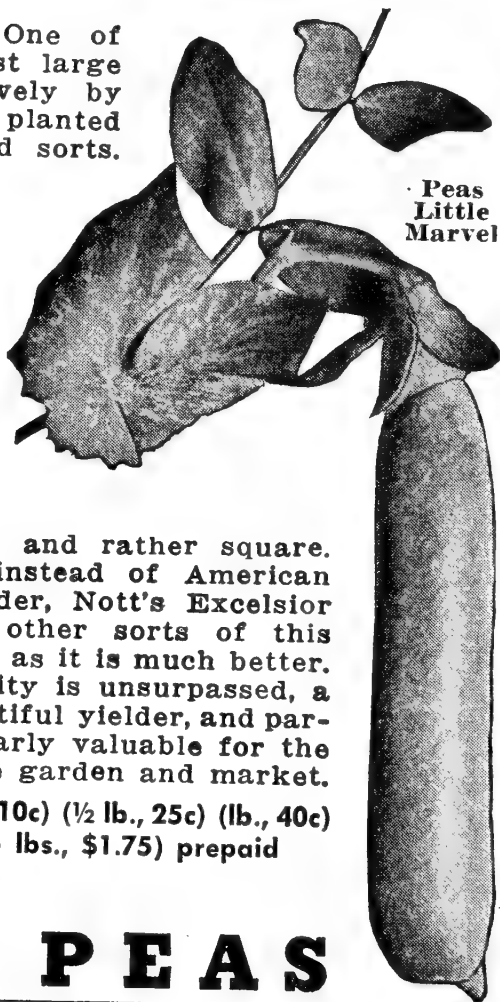 One of
st large
vely by
planted
d sorts.
· Peas
Little
Marvel
and rather square.
instead of American
der, Nott's Excelsior
other sorts of this
as it is much better.
ity is unsurpassed, a
tiful yielder, and par-
arly valuable for the
garden and market.
10c) (½ lb., 25c) (lb., 40c)
lbs., $1.75) prepaid
PEAS